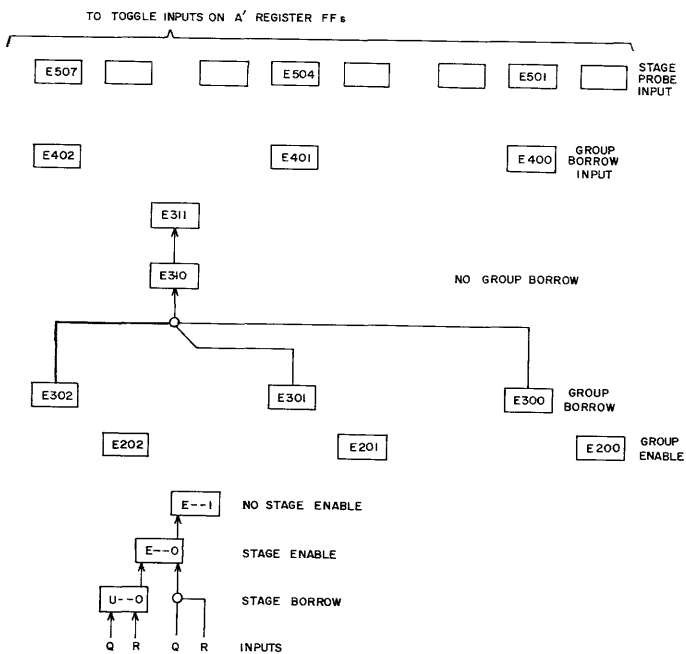 TO TOGGLE INPUTS ON A' REGISTER FFs
E507 E504 E501 STAGE PROBE INPUT
E402 E401 E400 GROUP BORROW INPUT
E311
E310 NO GROUP BORROW
E302 E301 E300 GROUP BORROW
E202 E201 E200 GROUP ENABLE
E--1 NO STAGE ENABLE
E--0 STAGE ENABLE
U--0 STAGE BORROW
Q R Q R INPUTS